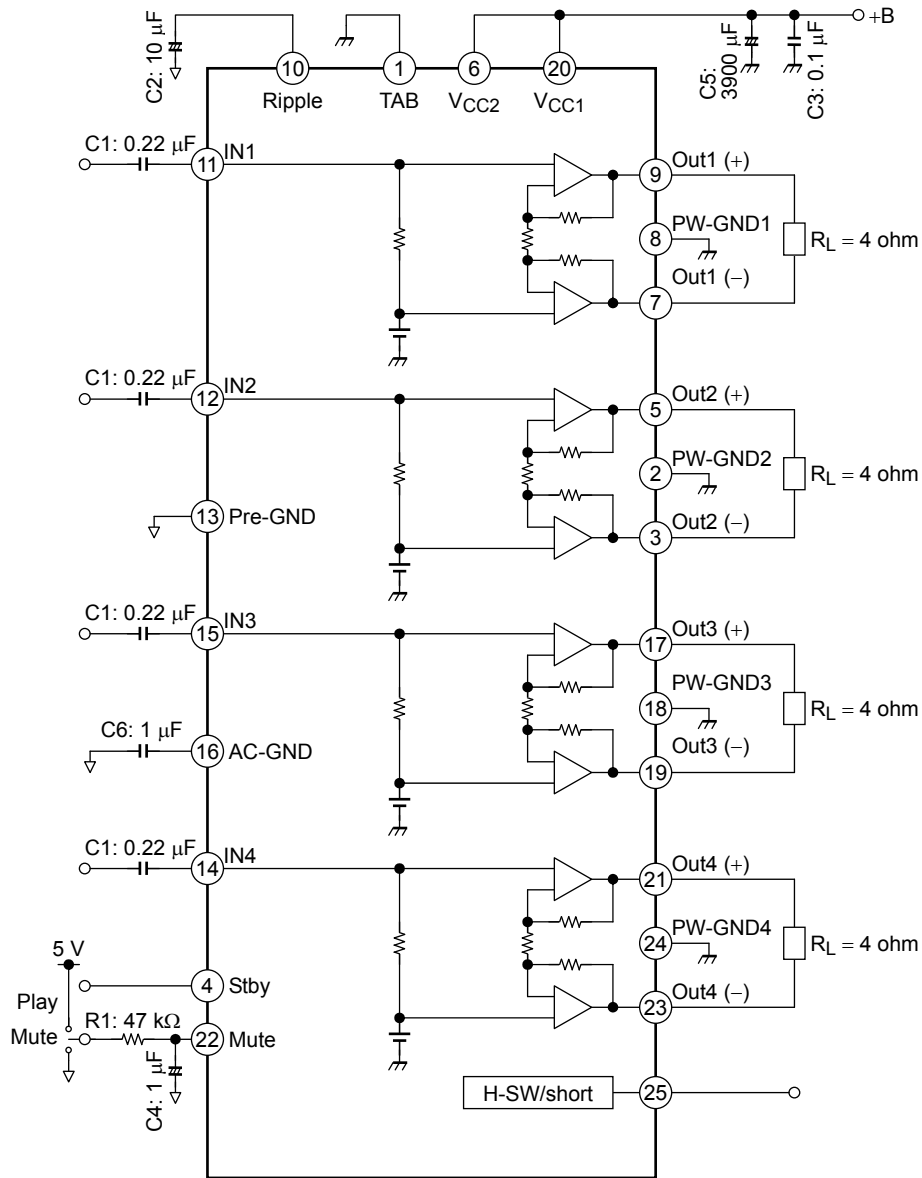 C2: 10 μF
10
Ripple
1
TAB
6
VCC2
20
VCC1
C5: 3900 μF
C3: 0.1 μF
+B
C1: 0.22 μF
11
IN1
9
Out1 (+)
8
PW-GND1
7
Out1 (−)
RL = 4 ohm
C1: 0.22 μF
12
IN2
5
Out2 (+)
2
PW-GND2
3
Out2 (−)
RL = 4 ohm
13
Pre-GND
C1: 0.22 μF
15
IN3
17
Out3 (+)
18
PW-GND3
19
Out3 (−)
RL = 4 ohm
C6: 1 μF
16
AC-GND
C1: 0.22 μF
14
IN4
21
Out4 (+)
24
PW-GND4
23
Out4 (−)
RL = 4 ohm
5 V
4
Stby
Play
Mute
R1: 47 kΩ
22
Mute
C4: 1 μF
H-SW/short
25